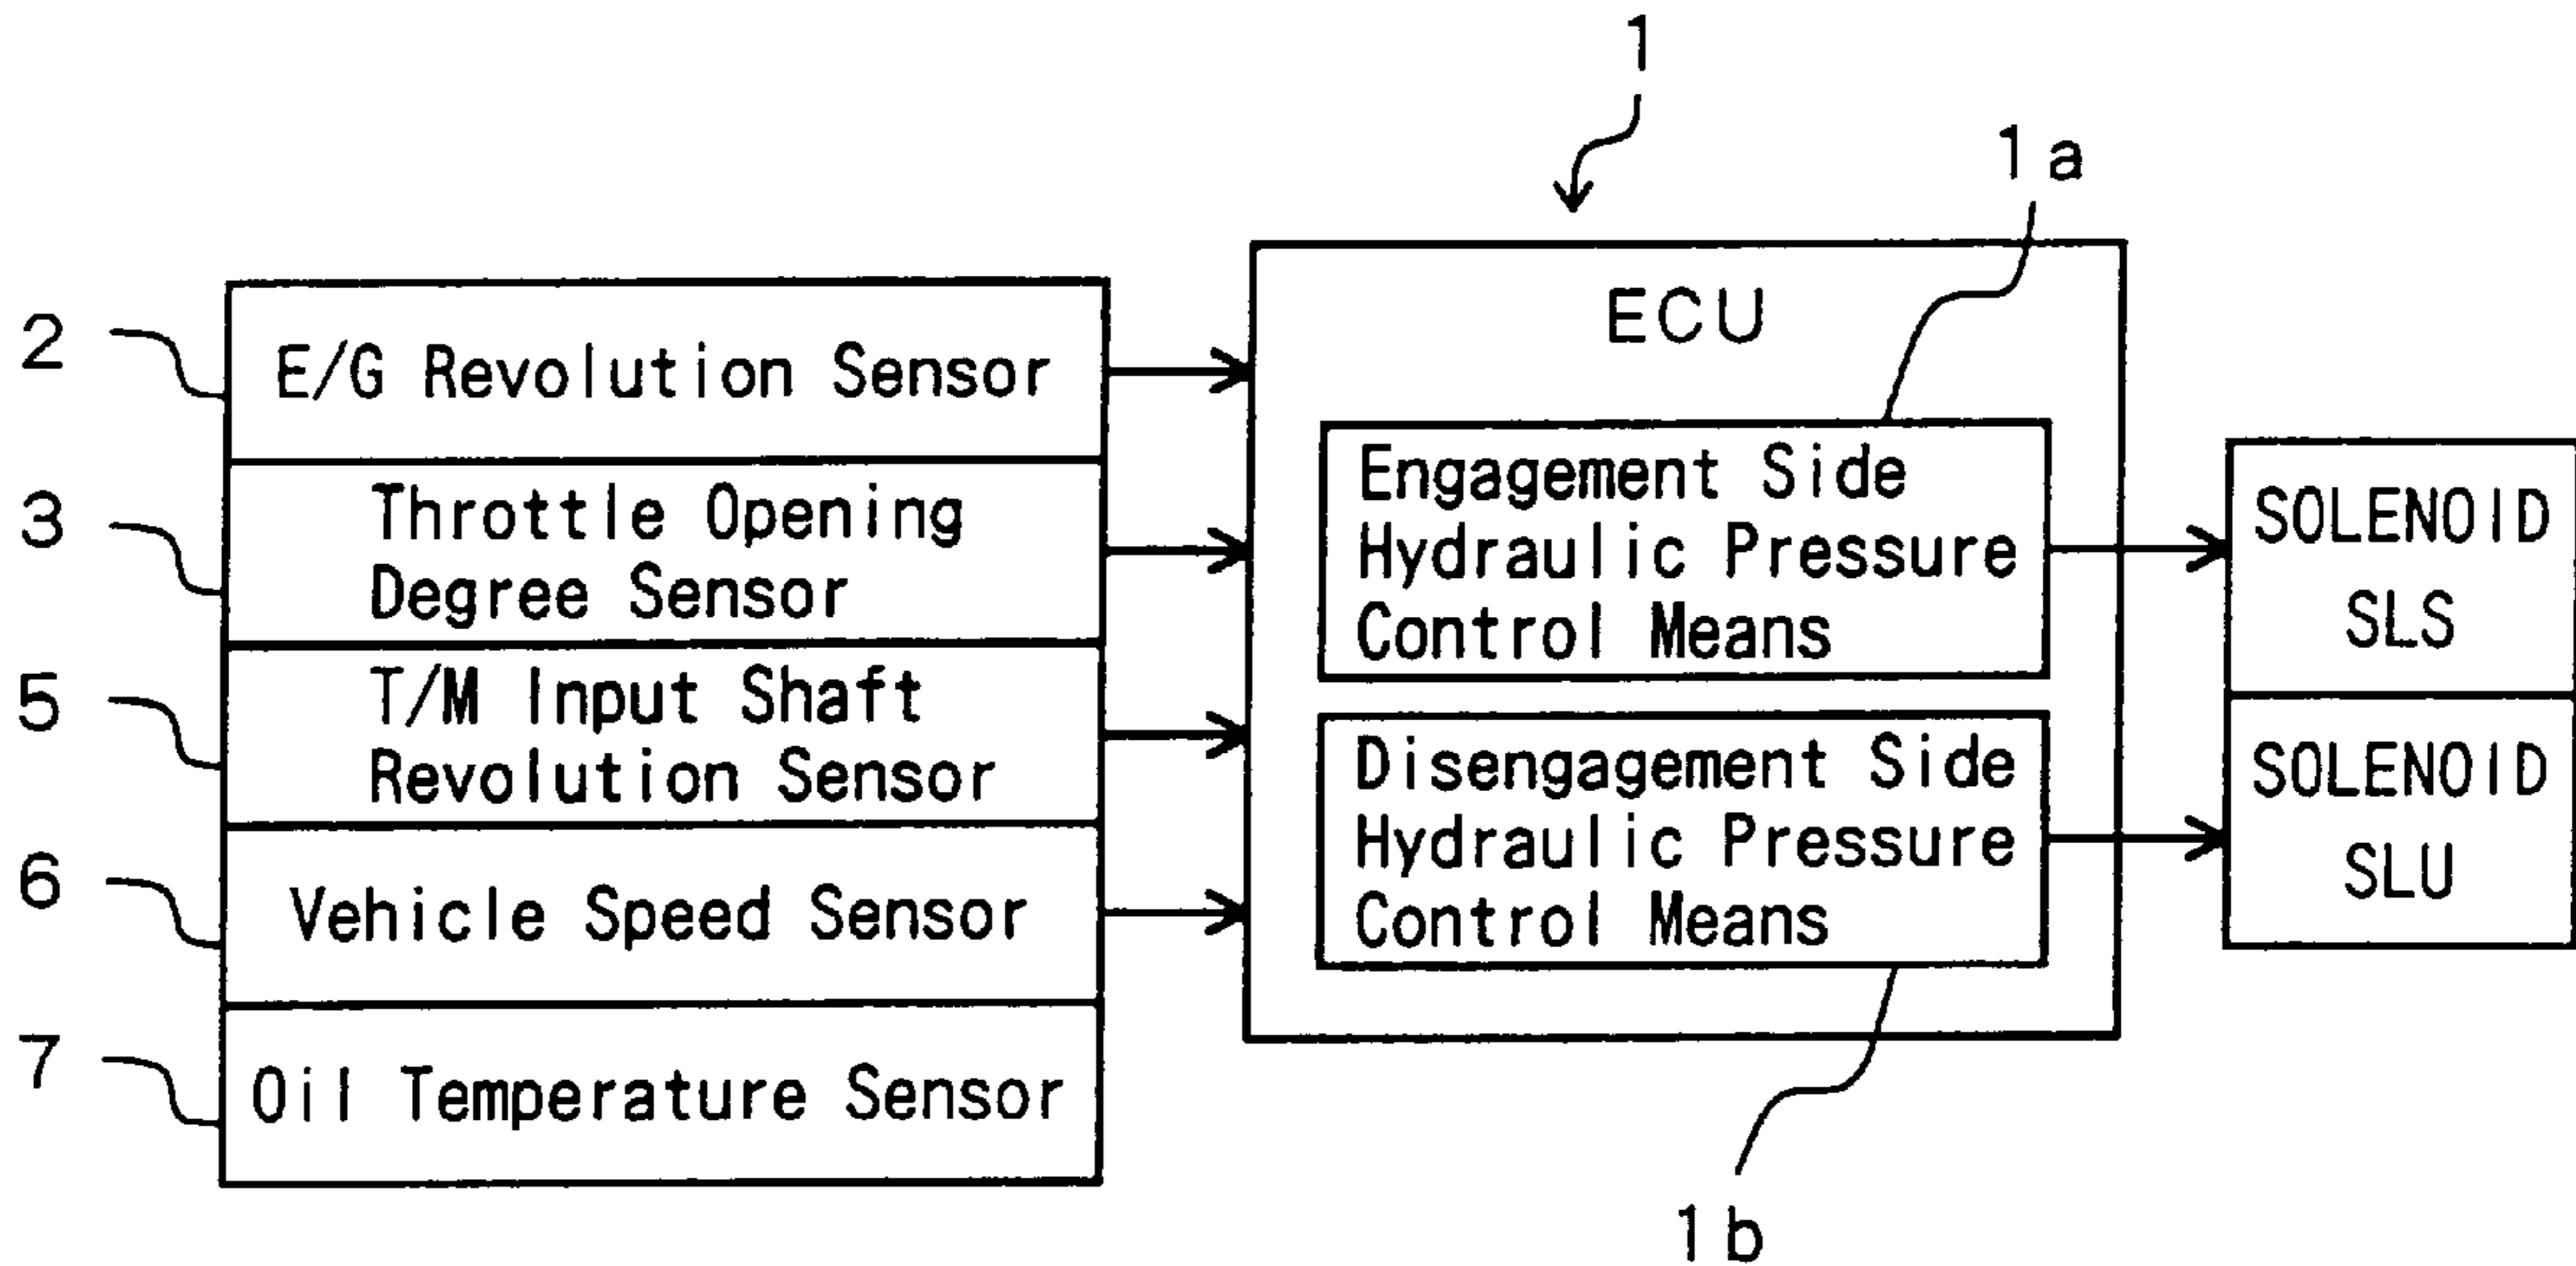 1
1a
ECU
2
E/G Revolution Sensor
3
Throttle Opening
Degree Sensor
5
T/M Input Shaft
Revolution Sensor
6
Vehicle Speed Sensor
7
Oil Temperature Sensor
Engagement Side
Hydraulic Pressure
Control Means
Disengagement Side
Hydraulic Pressure
Control Means
1b
SOLENOID
SLS
SOLENOID
SLU